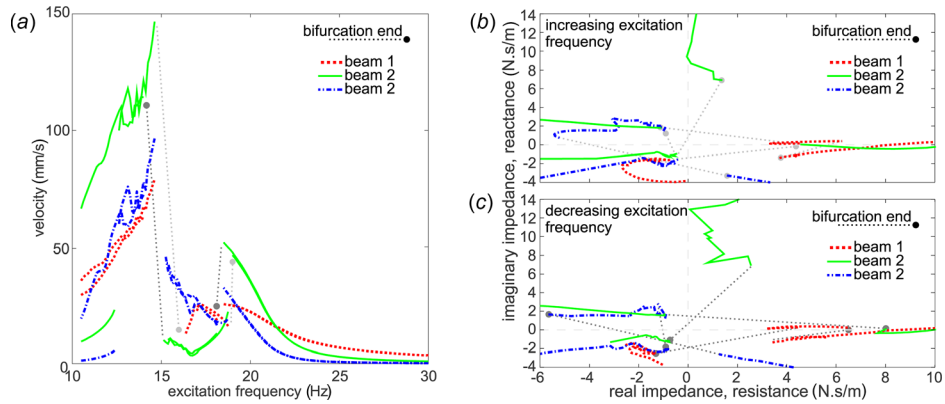 (a)
bifurcation end
beam 1
beam 2
beam 2
velocity (mm/s)
150
100
50
0
10
15
20
25
30
excitation frequency (Hz)
(b)
increasing excitation
frequency
bifurcation end
beam 1
beam 2
beam 2
14
12
10
8
6
4
2
0
-2
-4
(c)
decreasing excitation
frequency
bifurcation end
beam 1
beam 2
beam 2
imaginary impedance, reactance (N.s/m)
14
12
10
8
6
4
2
0
-2
-4
-6
-4
-2
0
2
4
6
8
10
real impedance, resistance (N.s/m)